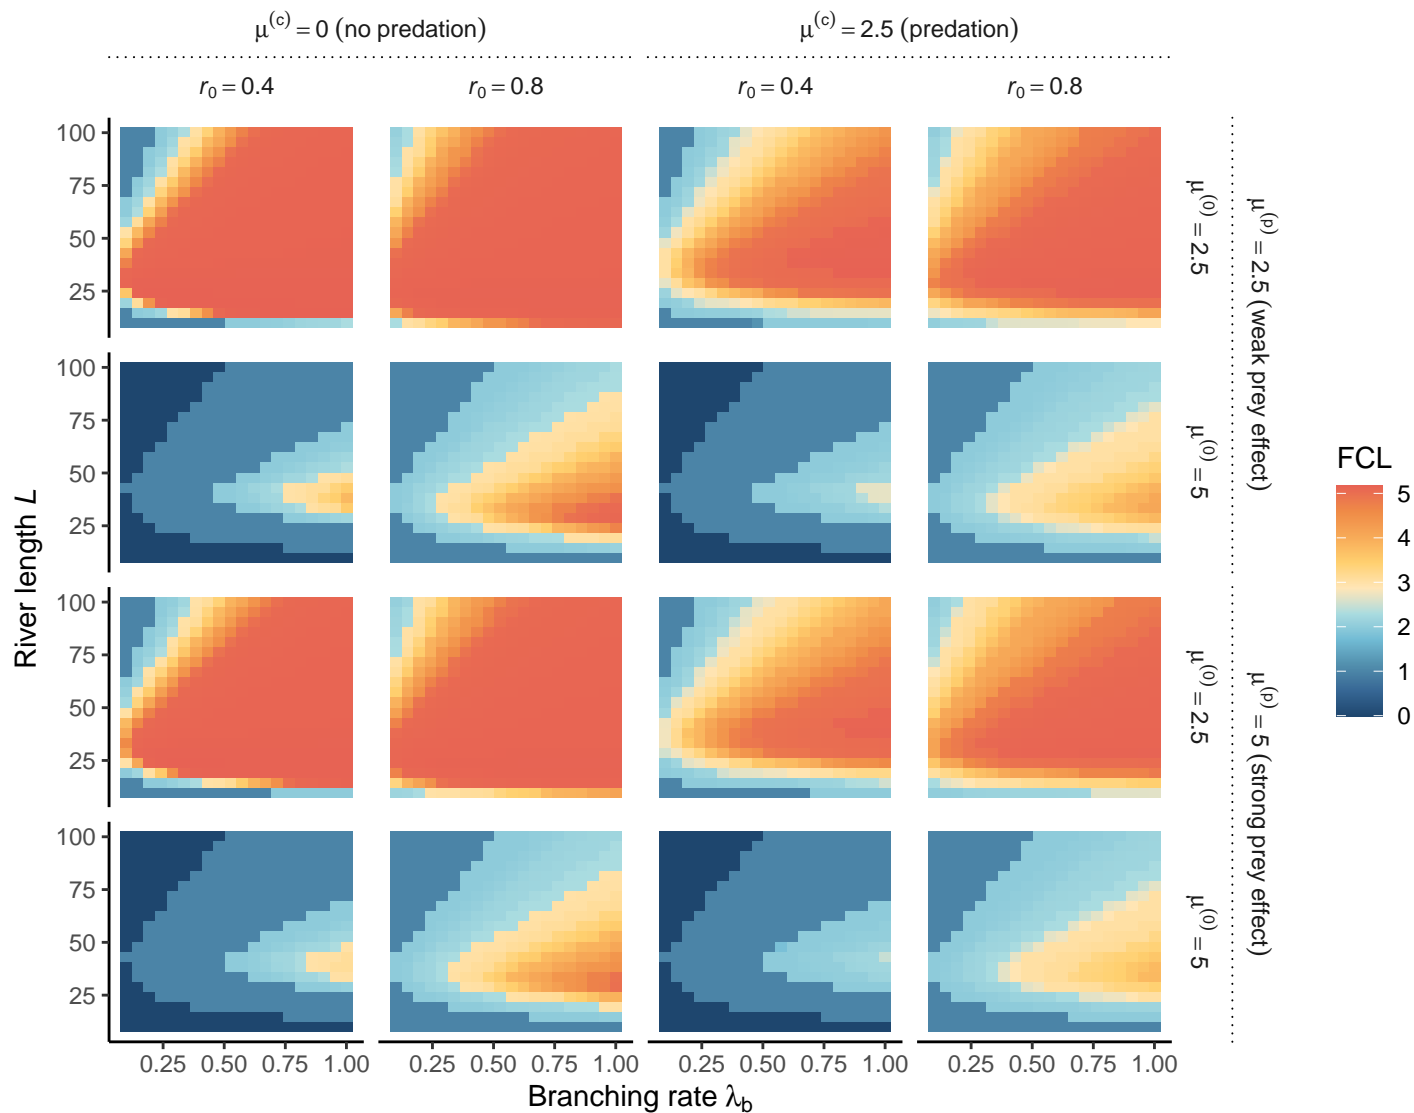 μ(c) = 0 (no predation)
μ(c) = 2.5 (predation)
r0 = 0.4
r0 = 0.8
r0 = 0.4
r0 = 0.8
100
75
50
25
μ(0) = 2.5
100
75
50
25
μ(0) = 5
μ(p) = 2.5 (weak prey effect)
100
75
50
25
μ(0) = 2.5
100
75
50
25
μ(0) = 5
μ(p) = 5 (strong prey effect)
River length L
0.25 0.50 0.75 1.00
0.25 0.50 0.75 1.00
0.25 0.50 0.75 1.00
0.25 0.50 0.75 1.00
Branching rate λb
FCL
5
4
3
2
1
0